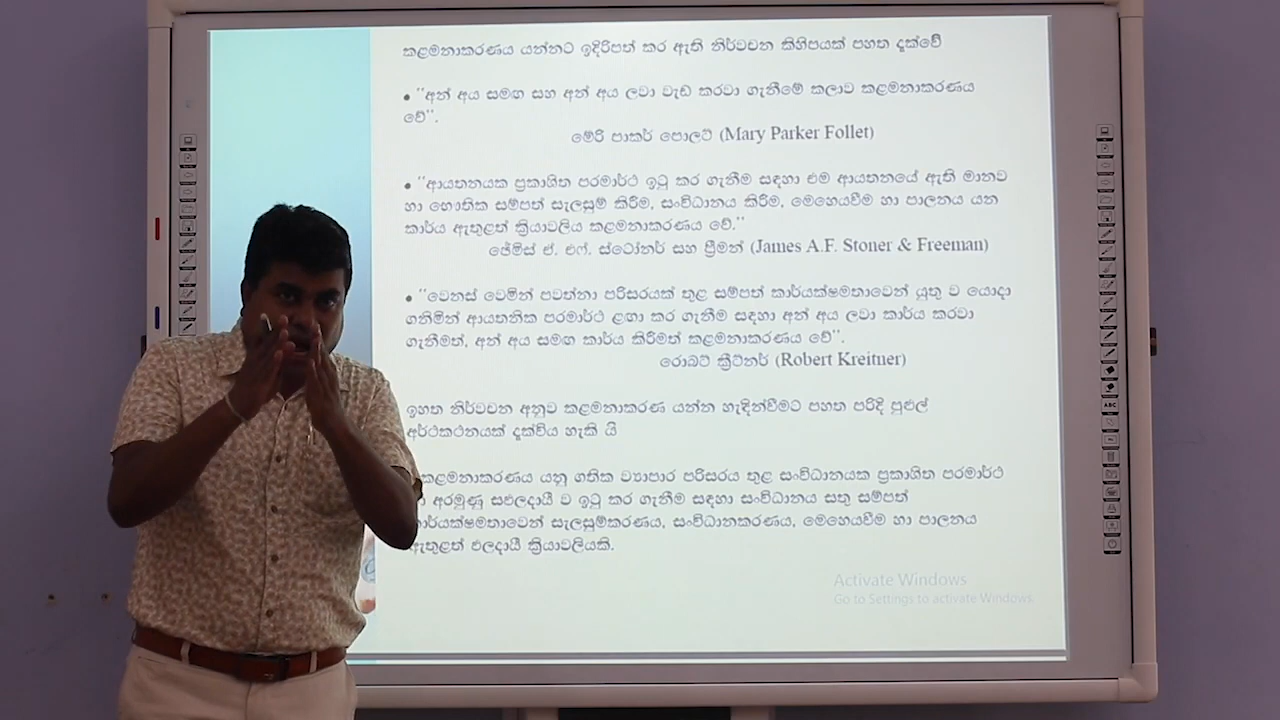 කළමනාකරණය යන්නට ඉදිරිපත් කර ඇති නිර්වචන කිහිපයක් පහත දැක්වේ
• "අන් අය සමඟ සහ අන් අය ලවා වැඩ කරවා ගැනීමේ කලාව කළමනාකරණය
වේ".
මේරි පාකර් පොලට් (Mary Parker Follet)
• "ආයතනයක ප්‍රකාශිත පරමාර්ථ ඉටු කර ගැනීම සඳහා එම ආයතනයේ ඇති මානව
හා භෞතික සම්පත් සැලසුම් කිරීම, සංවිධානය කිරීම, මෙහෙයවීම හා පාලනය යන
කාර්ය ඇතුළත් ක්‍රියාවලිය කළමනාකරණය වේ."
ජේම්ස් ඒ. එෆ්. ස්ටෝනර් සහ ප්‍රීමන් (James A.F. Stoner & Freeman)
• "වෙනස් වෙමින් පවත්නා පරිසරයක් තුළ සම්පත් කාර්යක්ෂමතාවෙන් යුතු ව යොදා
ගනිමින් ආයතනික පරමාර්ථ ළඟා කර ගැනීම සඳහා අන් අය ලවා කාර්ය කරවා
ගැනීමත්, අන් අය සමඟ කාර්ය කිරීමත් කළමනාකරණය වේ".
රොබට් ක්‍රීට්නර් (Robert Kreitner)
ඉහත නිර්වචන අනුව කළමනාකරණ යන්න හැඳින්වීමට පහත පරිදි පුළුල්
අර්ථකථනයක් දැක්විය හැකි යි
කළමනාකරණය යනු ගතික ව්‍යාපාර පරිසරය තුළ සංවිධානයක ප්‍රකාශිත පරමාර්ථ
අරමුණු සඵලදායී ව ඉටු කර ගැනීම සඳහා සංවිධානය සතු සම්පත්
කාර්යක්ෂමතාවෙන් සැලසුම්කරණය, සංවිධානකරණය, මෙහෙයවීම හා පාලනය
ඇතුළත් ඵලදායී ක්‍රියාවලියකි.
Activate Windows
Go to Settings to activate Windows.
ABC